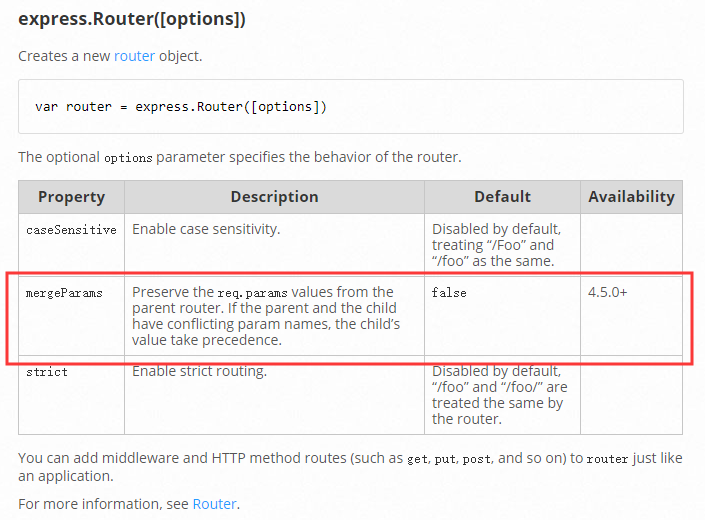 express.Router([options])
Creates a new router object.
var router = express.Router([options])
The optional options parameter specifies the behavior of the router.
Property Description Default Availability
caseSensitive Enable case sensitivity. Disabled by default,
treating “/Foo” and
“/foo” as the same.
mergeParams Preserve the req.params values from the false 4.5.0+
parent router. If the parent and the child
have conflicting param names, the child’s
value take precedence.
strict Enable strict routing. Disabled by default,
“/foo” and “/foo/” are
treated the same by
the router.
You can add middleware and HTTP method routes (such as get, put, post, and so on) to router just like
an application.
For more information, see Router.